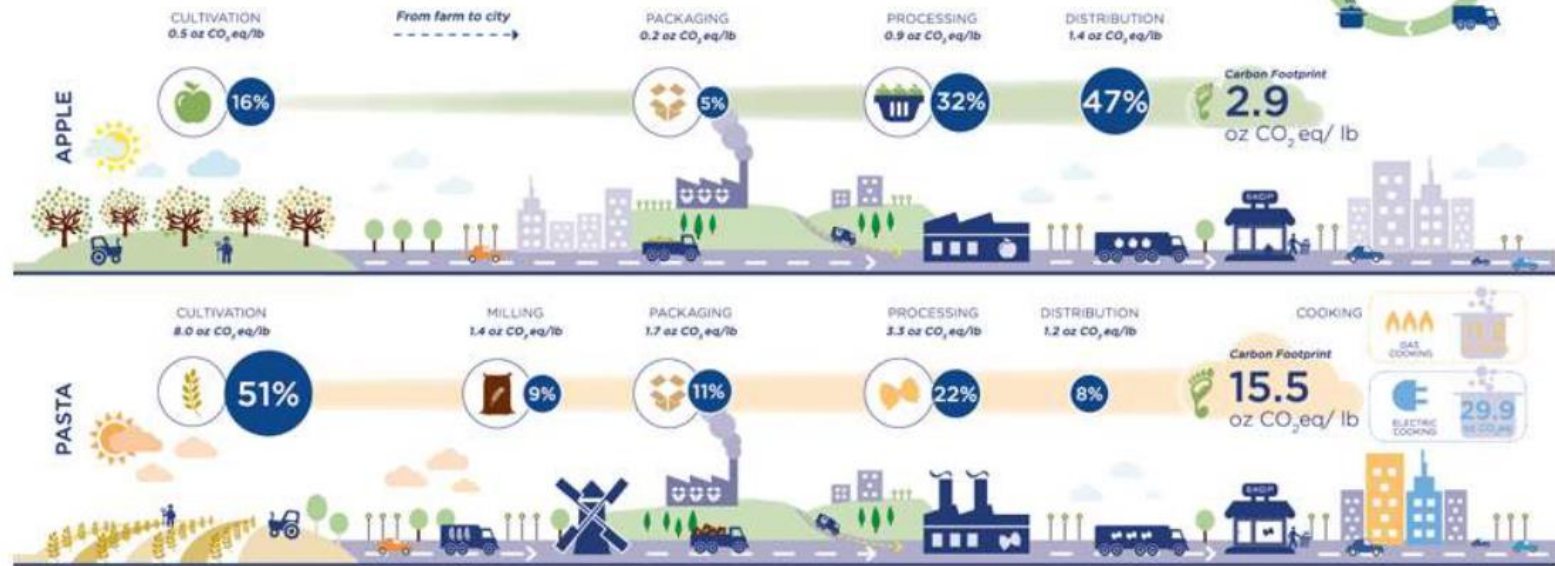 CULTIVATION
0.5 oz CO₂eq/lb
From farm to city
PACKAGING
0.2 oz CO₂eq/lb
PROCESSING
0.9 oz CO₂eq/lb
DISTRIBUTION
1.4 oz CO₂eq/lb
APPLE
16%
5%
32%
47%
Carbon Footprint
2.9
oz CO₂eq/ lb
SHOP
CULTIVATION
8.0 oz CO₂eq/lb
MILLING
1.4 oz CO₂eq/lb
PACKAGING
1.7 oz CO₂eq/lb
PROCESSING
3.3 oz CO₂eq/lb
DISTRIBUTION
1.2 oz CO₂eq/lb
COOKING
GAS
COOKING
PASTA
51%
9%
11%
22%
8%
Carbon Footprint
15.5
oz CO₂eq/ lb
ELECTRIC
COOKING
29.9
oz CO₂eq
SHOP